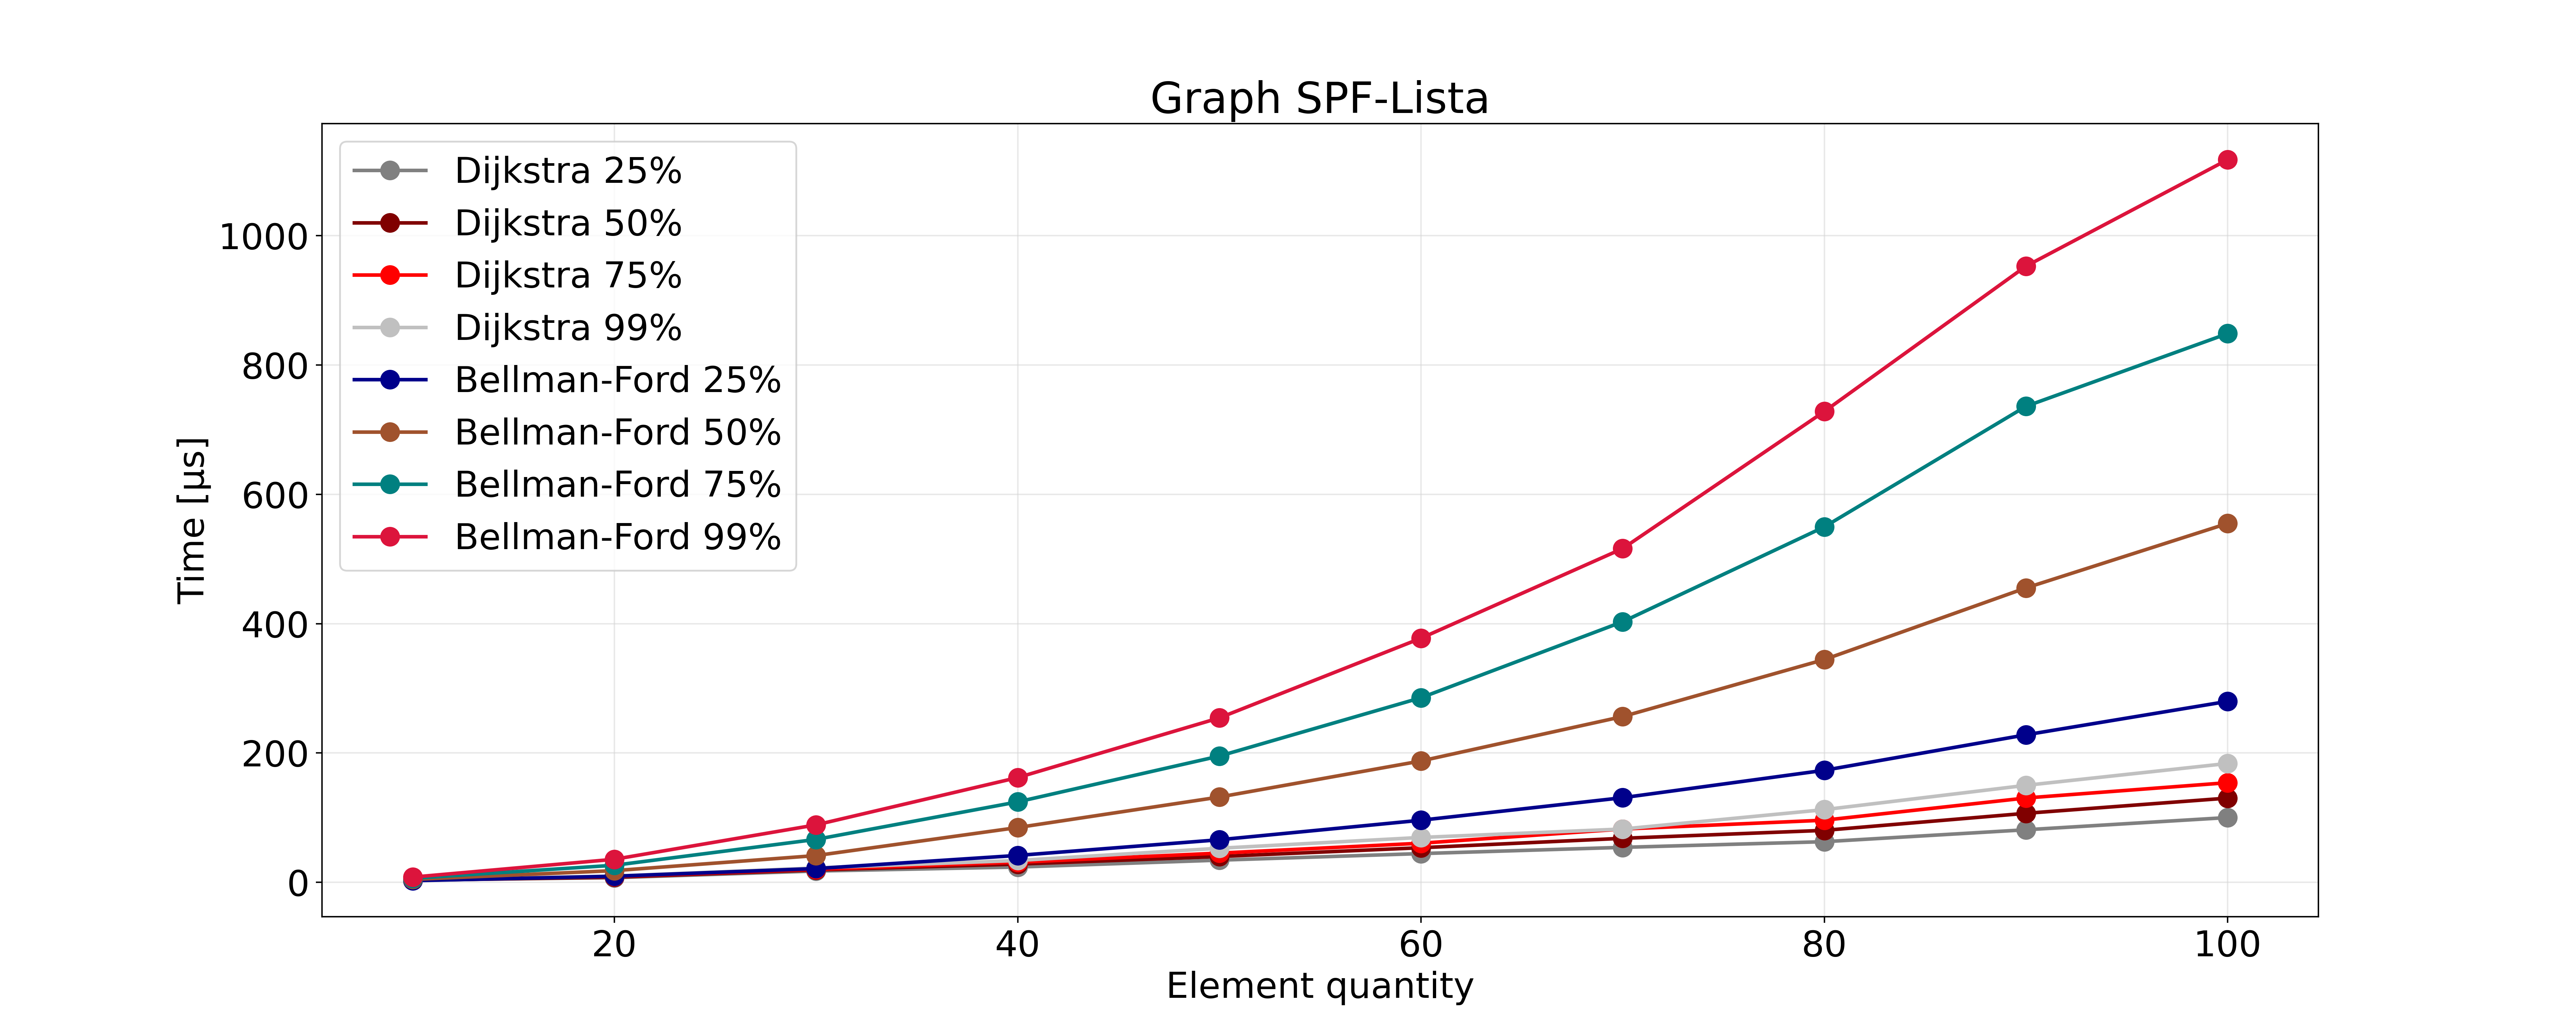 Graph SPF-Lista
Dijkstra 25%
Dijkstra 50%
Dijkstra 75%
Dijkstra 99%
Bellman-Ford 25%
Bellman-Ford 50%
Bellman-Ford 75%
Bellman-Ford 99%
Time [µs]
1000
800
600
400
200
0
20 40 60 80 100
Element quantity